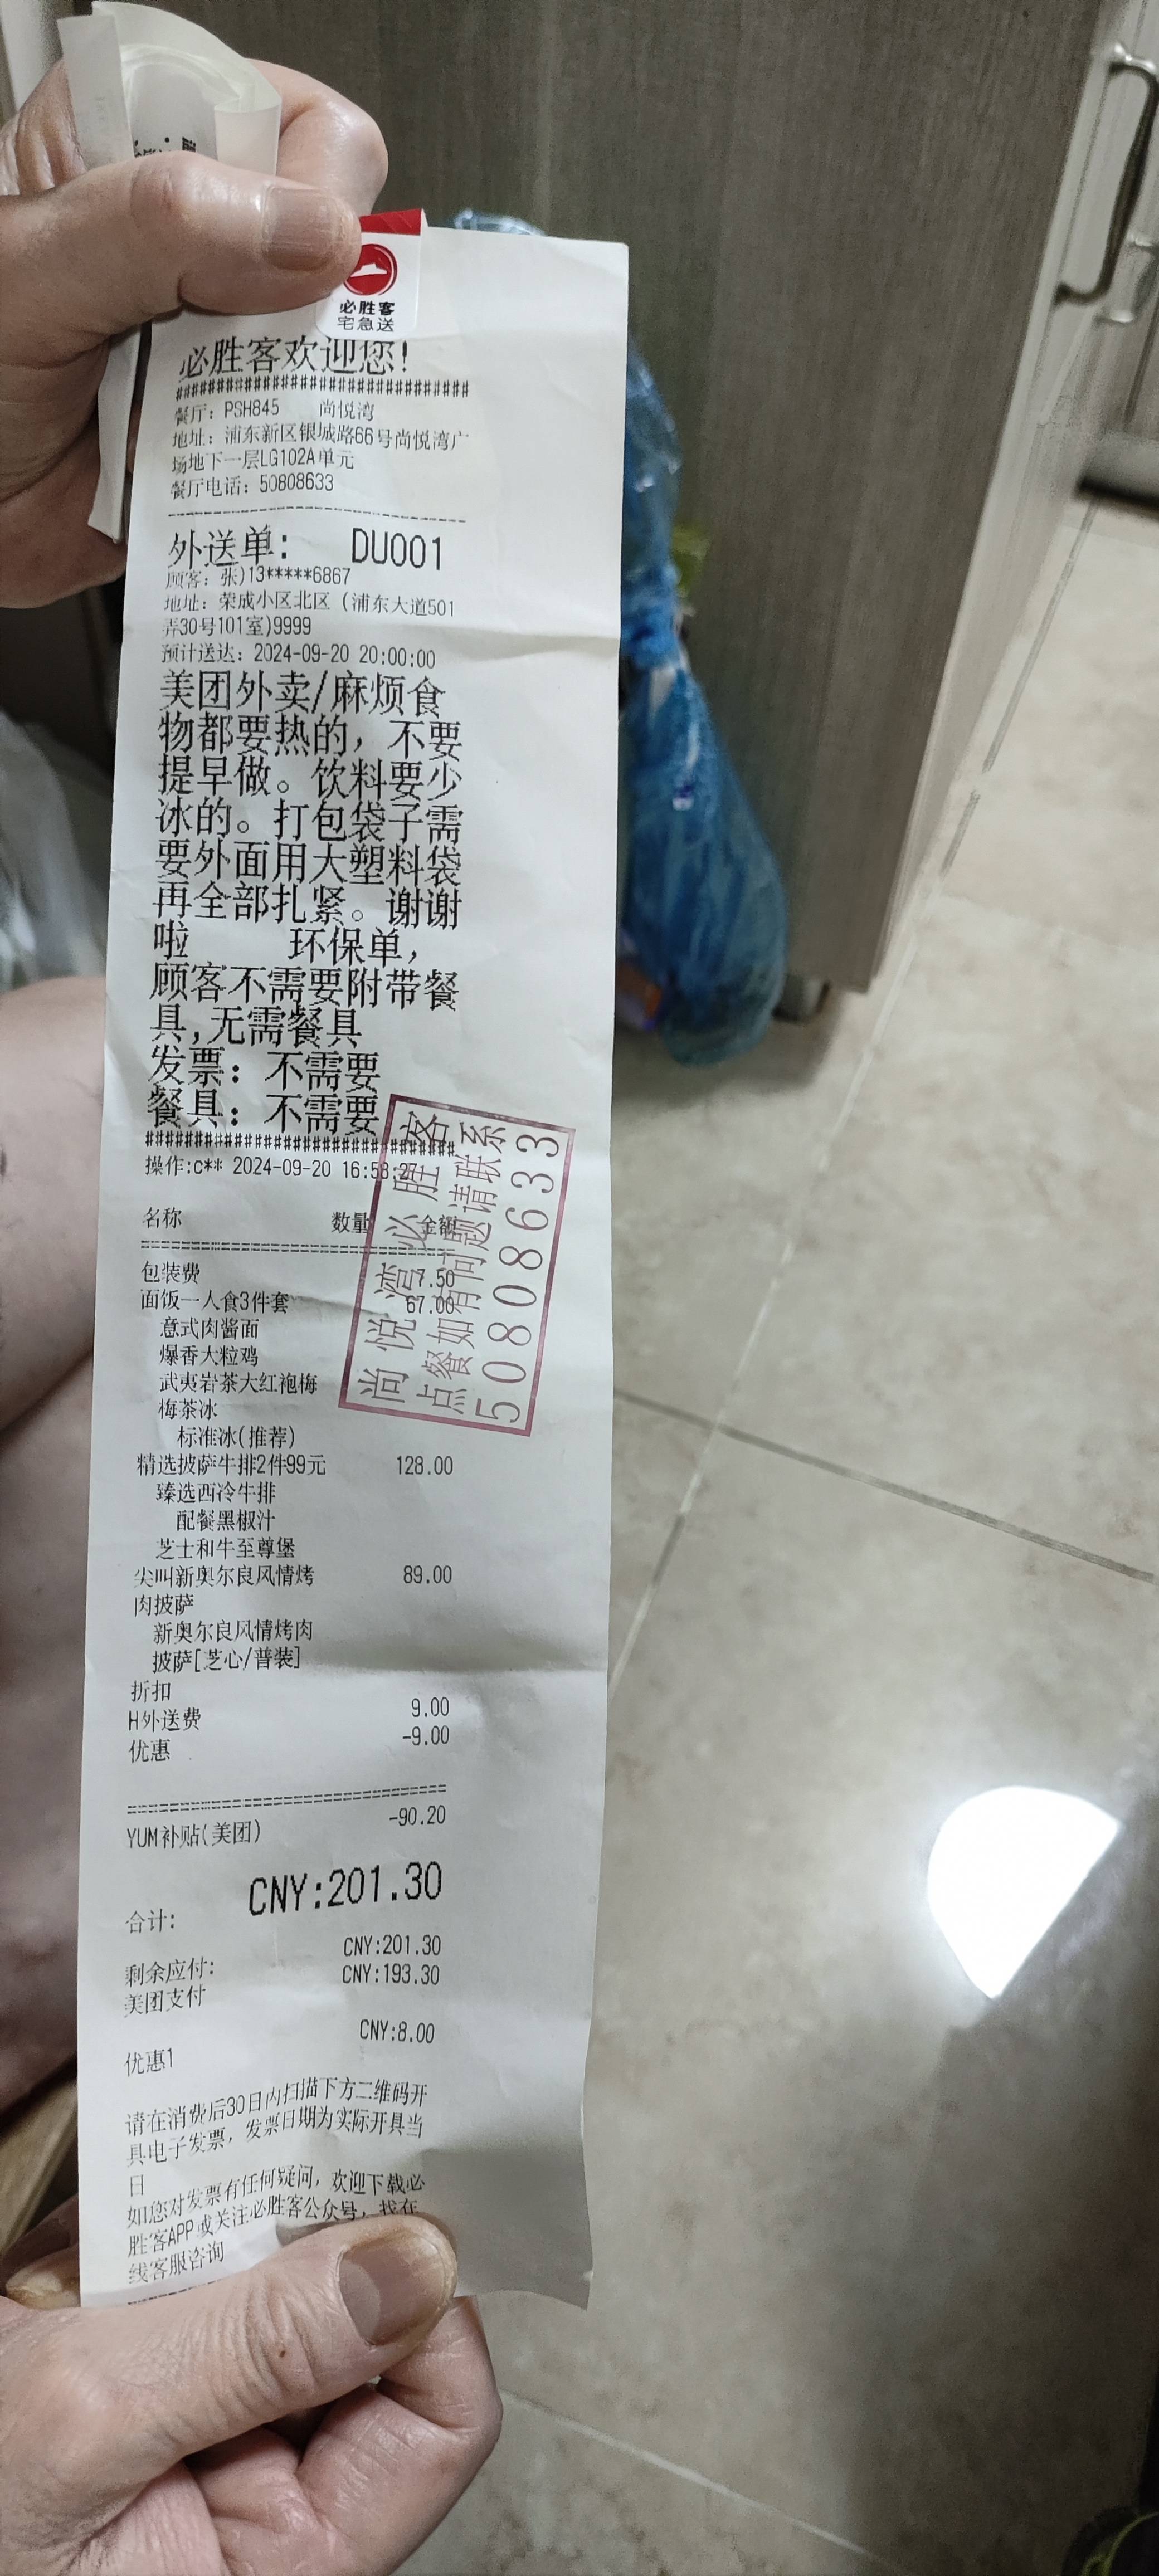 必胜客
宅急送
必胜客欢迎您!
################################
餐厅: PSH845 尚悦湾
地址: 浦东新区银城路66号尚悦湾广
场地下一层LG102A单元
餐厅电话: 50808633
外送单: DU001
顾客: 张)13*****6867
地址: 荣成小区北区 (浦东大道501
弄30号101室)9999
预计送达: 2024-09-20 20:00:00
美团外卖/麻烦食
物都要热的, 不要
提早做。饮料要少
冰的。打包袋子需
要外面用大塑料袋
再全部扎紧。谢谢
啦 环保单,
顾客不需要附带餐
具,无需餐具
发票: 不需要
餐具: 不需要
################################
操作:c** 2024-09-20 16:58
名称 数量 金额
包装费 7.50
面饭一人食3件套 67.00
意式肉酱面
爆香大粒鸡
武夷岩茶大红袍梅
梅茶冰
标准冰(推荐)
精选披萨牛排2件99元 128.00
臻选西冷牛排
配餐黑椒汁
芝士和牛至尊堡
尖叫新奥尔良风情烤 89.00
肉披萨
新奥尔良风情烤肉
披萨[芝心/普装]
折扣
H外送费 9.00
优惠 -9.00
YUM补贴(美团) -90.20
合计: CNY:201.30
剩余应付: CNY:201.30
美团支付 CNY:193.30
优惠1 CNY:8.00
请在消费后30日内扫描下方二维码开
具电子发票, 发票日期为实际开具当
日
如您对发票有任何疑问, 欢迎下载必
胜客APP或关注必胜客公众号, 找在
线客服咨询
尚悦湾必胜客
点餐如有问题请联系
50808633